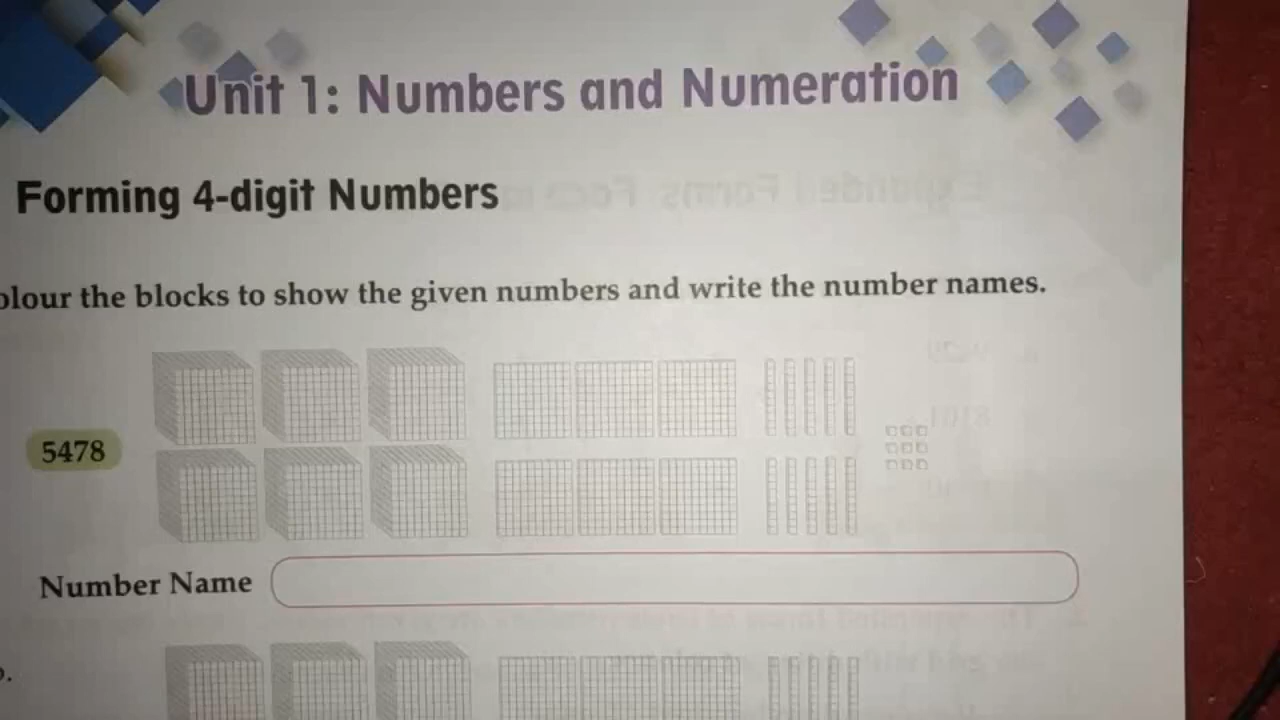 Unit 1: Numbers and Numeration
Forming 4-digit Numbers
olour the blocks to show the given numbers and write the number names.
5478
Number Name